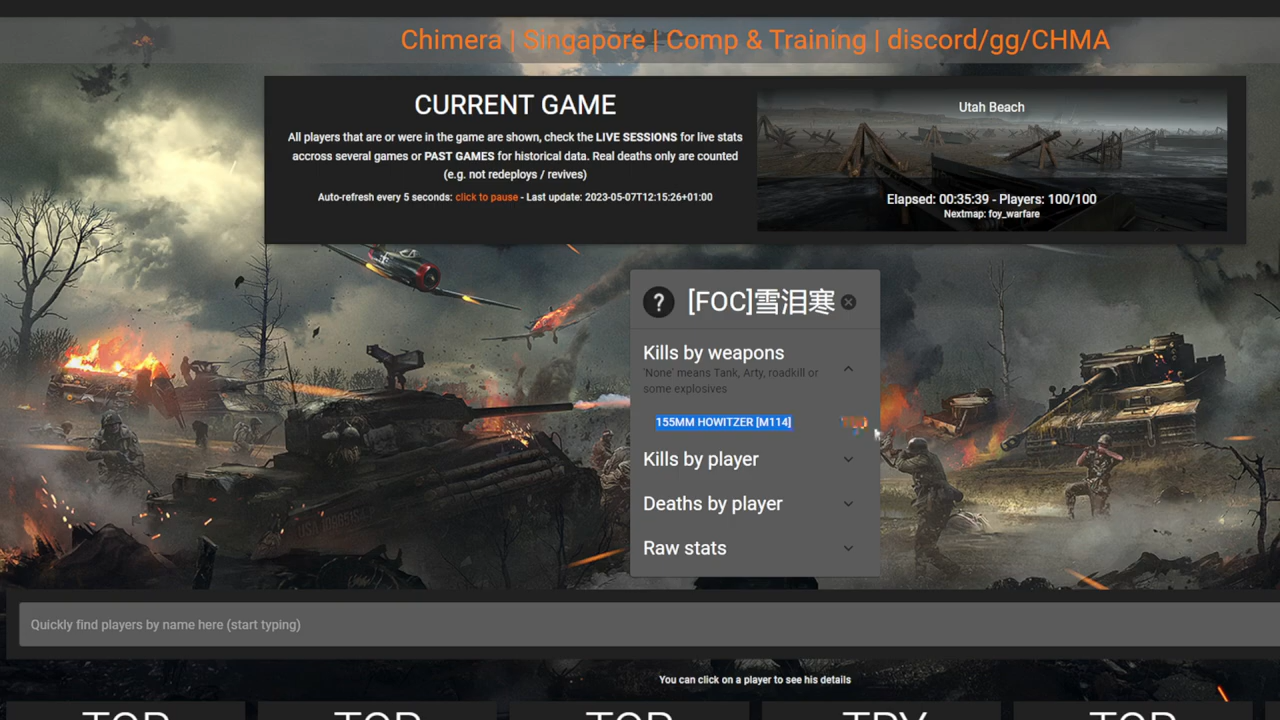 Chimera | Singapore | Comp & Training | discord/gg/CHMA
CURRENT GAME
All players that are or were in the game are shown, check the LIVE SESSIONS for live stats
accross several games or PAST GAMES for historical data. Real deaths only are counted
(e.g. not redeploys / revives)
Auto-refresh every 5 seconds: click to pause - Last update: 2023-05-07T12:15:26+01:00
Utah Beach
Elapsed: 00:35:39 - Players: 100/100
Nextmap: foy_warfare
? [FOC]雪泪寒
Kills by weapons
'None' means Tank, Arty, roadkill or
some explosives
155MM HOWITZER [M114]
Kills by player
Deaths by player
Raw stats
Quickly find players by name here (start typing)
You can click on a player to see his details
TOP TOP TOP TRY TOP